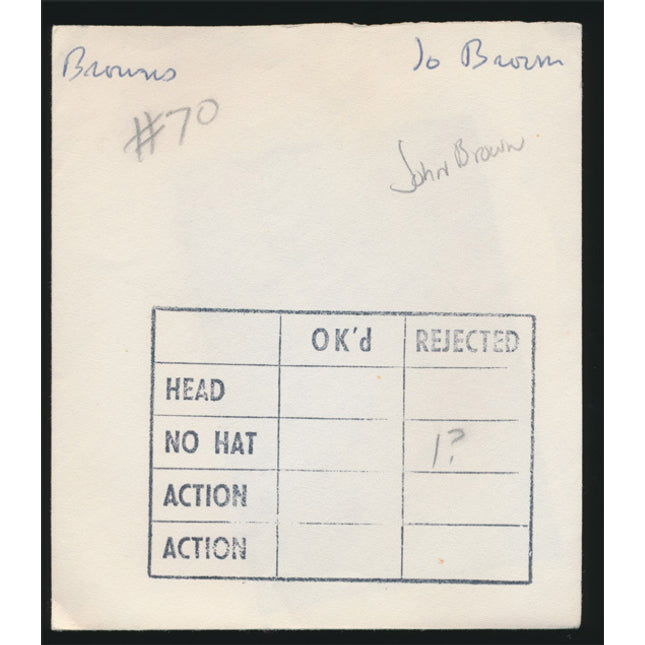 Browns
Jo Brown
#70
John Brown
OK'd REJECTED
HEAD
NO HAT 1?
ACTION
ACTION